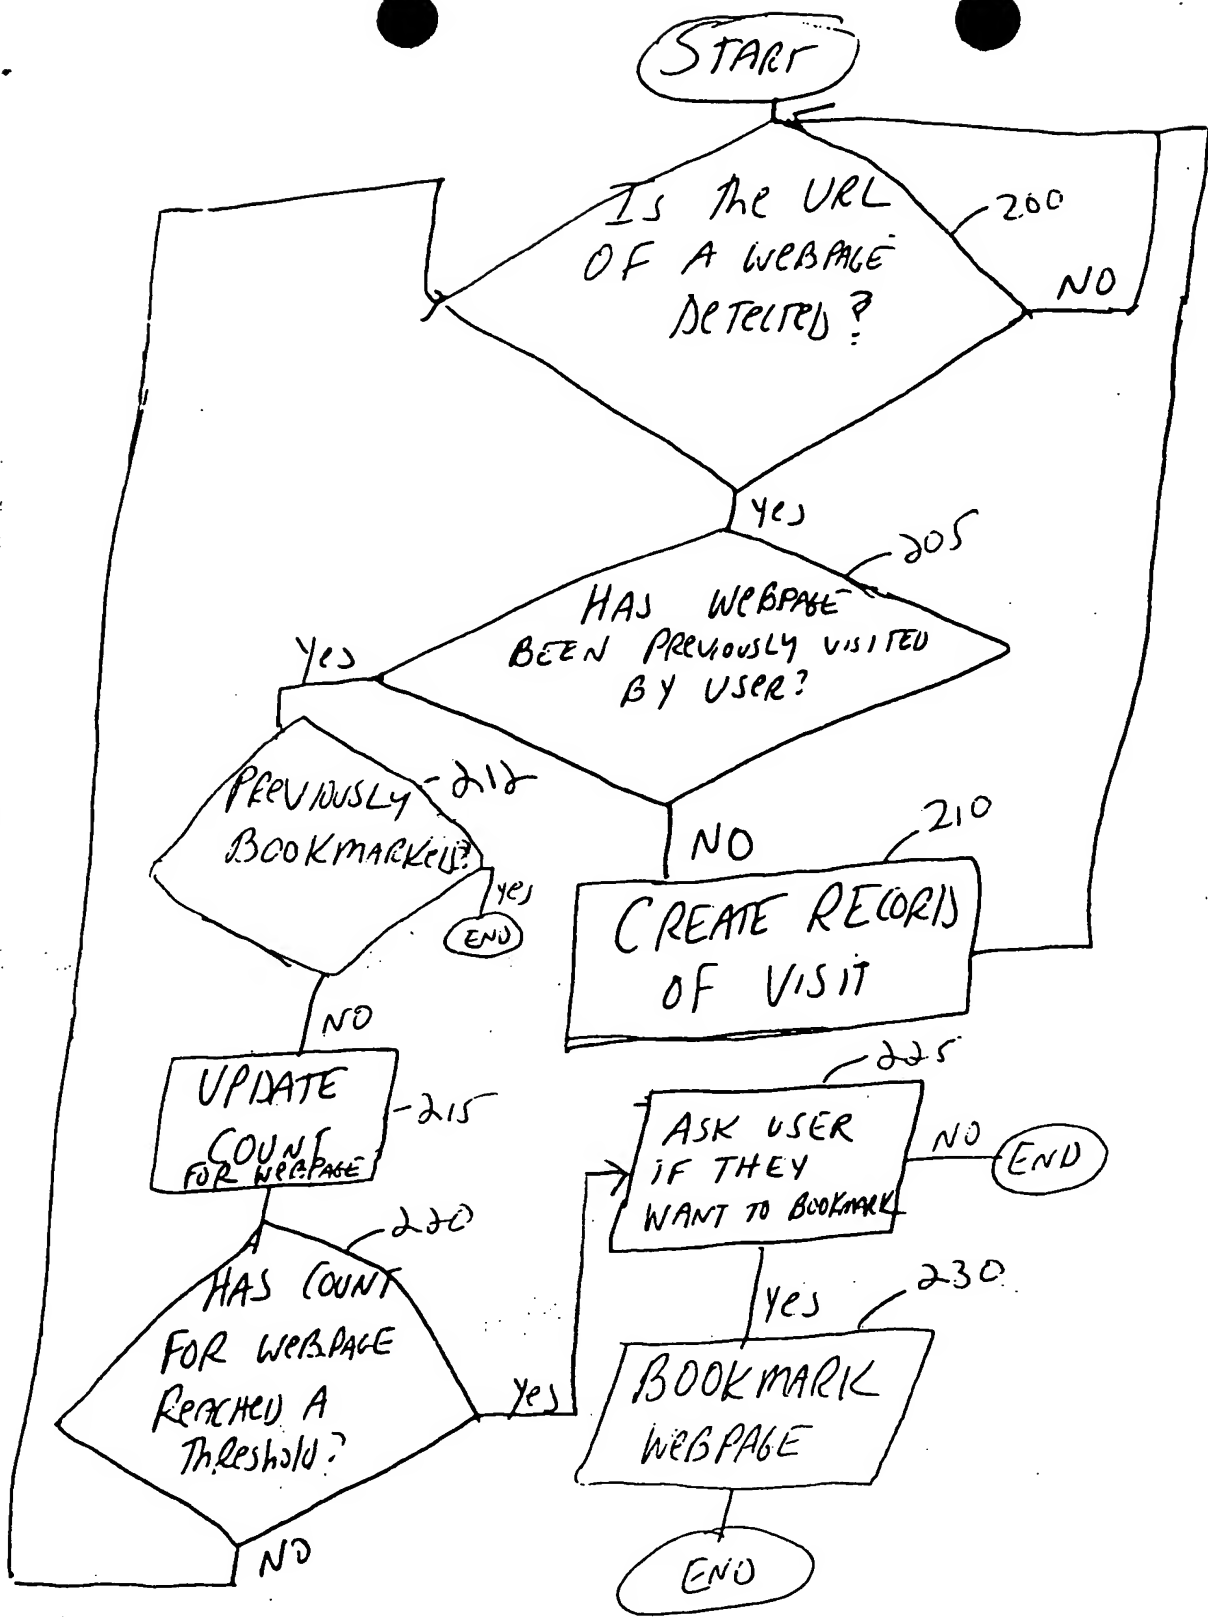 START
Is the URL
OF A WEBPAGE
DETECTED?
200
NO
Yes
205
HAS WEBPAGE
BEEN PREVIOUSLY VISITED
BY USER?
Yes
PREVIOUSLY
BOOKMARKED?
212
Yes
END
NO
210
CREATE RECORD
OF VISIT
NO
UPDATE
COUNT
FOR WEBPAGE
215
225
ASK USER
IF THEY
WANT TO BOOKMARK
NO
END
220
HAS COUNT
FOR WEBPAGE
REACHED A
Threshold?
Yes
NO
Yes
230
BOOKMARK
WEBPAGE
END